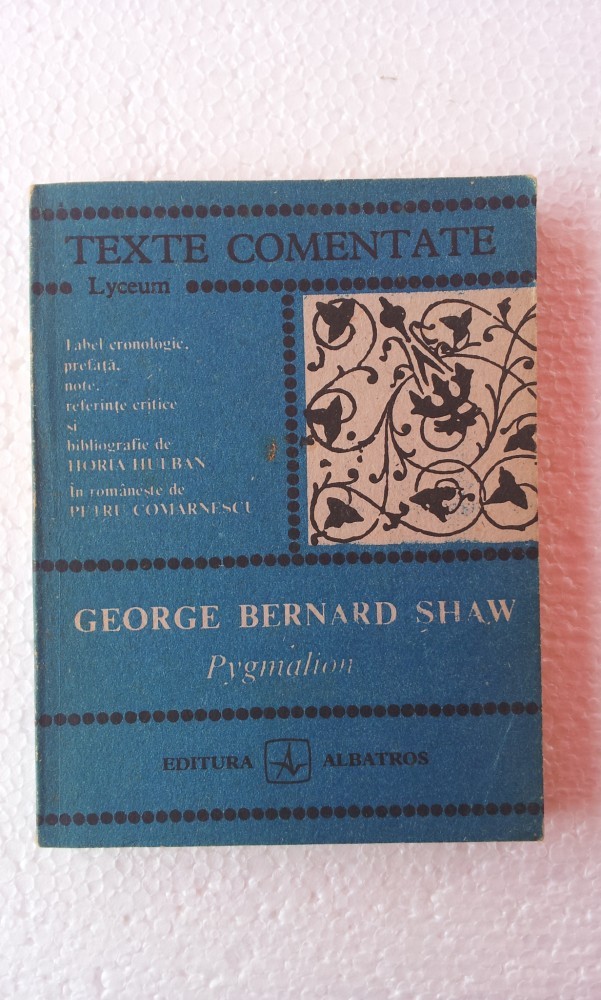 TEXTE COMENTATE
Lyceum
Tabel cronologic,
prefață,
note,
referințe critice
și
bibliografie de
HORIA HULBAN
În românește de
PETRU COMARNESCU
GEORGE BERNARD SHAW
Pygmalion
EDITURA ALBATROS